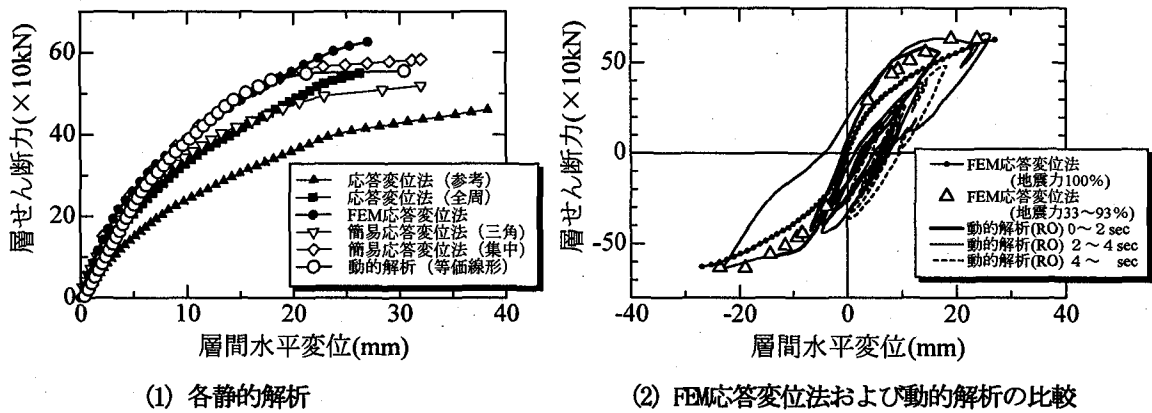 層せん断力(×10kN)
60
40
20
0
0
10
20
30
40
層間水平変位(mm)
応答変位法（参考）
応答変位法（全周）
FEM応答変位法
簡易応答変位法（三角）
簡易応答変位法（集中）
動的解析（等価線形）
(1) 各静的解析
層せん断力(×10kN)
50
0
-50
-40
-20
0
20
40
層間水平変位(mm)
FEM応答変位法
(地震力100%)
FEM応答変位法
(地震力33～93%)
動的解析(RO) 0～2 sec
動的解析(RO) 2～4 sec
動的解析(RO) 4～ sec
(2) FEM応答変位法および動的解析の比較